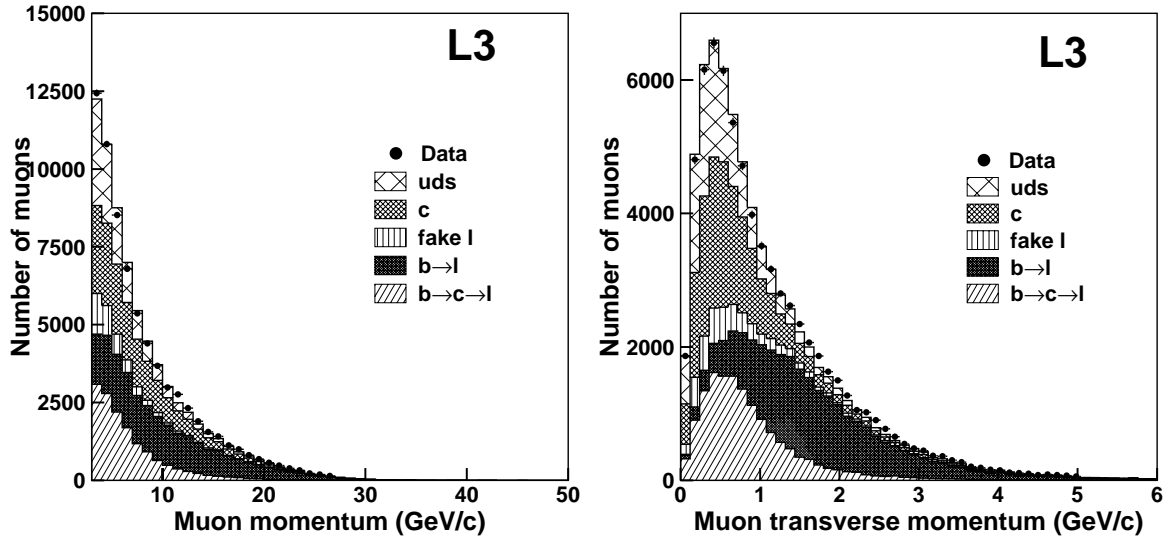 15000
12500
10000
7500
5000
2500
0
Number of muons
L3
Data
uds
c
fake l
b→l
b→c→l
10
20
30
40
50
Muon momentum (GeV/c)
6000
4000
2000
0
Number of muons
L3
Data
uds
c
fake l
b→l
b→c→l
0
1
2
3
4
5
6
Muon transverse momentum (GeV/c)